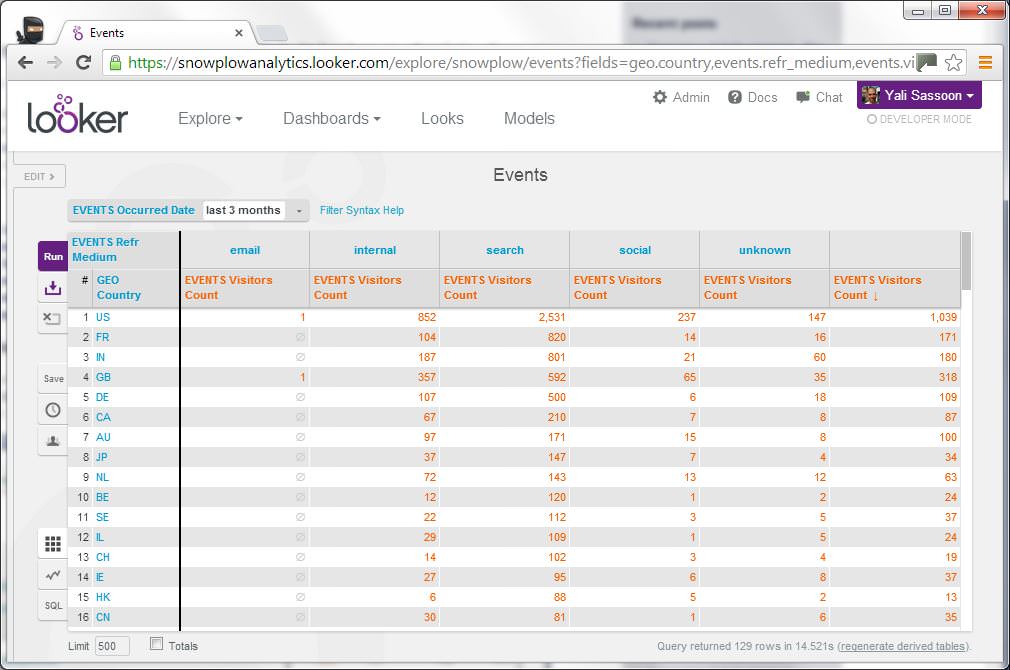 Recent posts
Events
https://snowplowanalytics.looker.com/explore/snowplow/events?fields=geo.country,events.refr_medium,events.vi
looker
Explore
Dashboards
Looks
Models
Admin
Docs
Chat
Yali Sassoon
DEVELOPER MODE
EDIT >
Events
EVENTS Occurred Date last 3 months Filter Syntax Help
Run
Save
SQL
EVENTS Refr Medium email internal search social unknown
# GEO Country EVENTS Visitors Count EVENTS Visitors Count EVENTS Visitors Count EVENTS Visitors Count EVENTS Visitors Count EVENTS Visitors Count ↓
1 US 1 852 2,531 237 147 1,039
2 FR ∅ 104 820 14 16 171
3 IN ∅ 187 801 21 60 180
4 GB 1 357 592 65 35 318
5 DE ∅ 107 500 6 18 109
6 CA ∅ 67 210 7 8 87
7 AU ∅ 97 171 15 8 100
8 JP ∅ 37 147 7 4 34
9 NL ∅ 72 143 13 12 63
10 BE ∅ 12 120 1 2 24
11 SE ∅ 22 112 3 5 37
12 IL ∅ 29 109 1 5 24
13 CH ∅ 14 102 3 4 19
14 IE ∅ 27 95 6 8 37
15 HK ∅ 6 88 5 2 13
16 CN ∅ 30 81 1 6 35
Limit 500 Totals
Query returned 129 rows in 14.521s (regenerate derived tables).